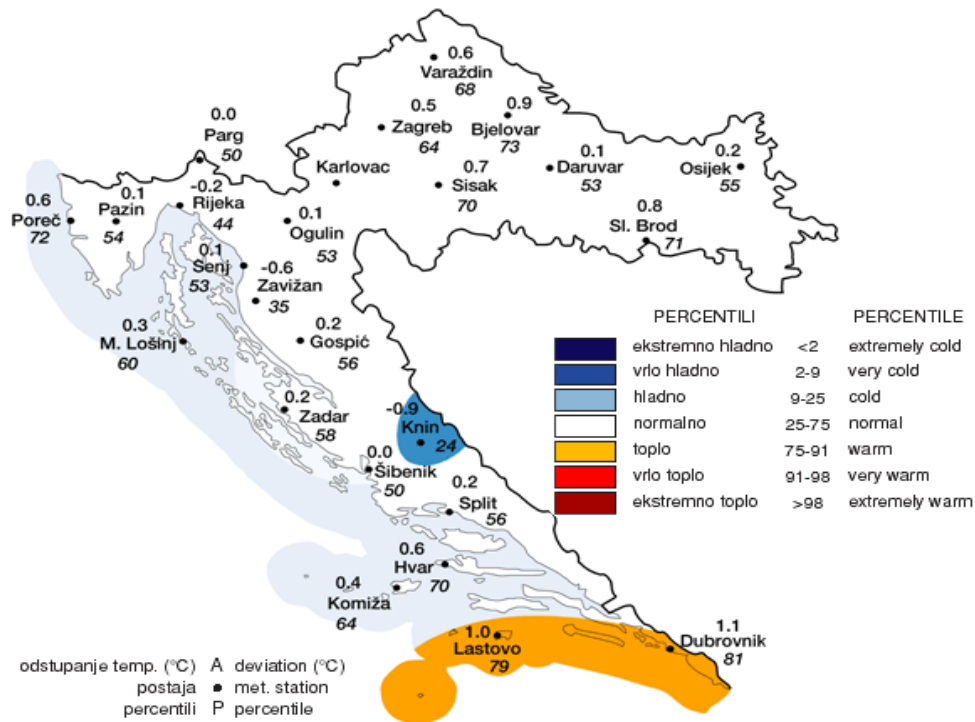 0.6
Varaždin
68
0.5
Zagreb
64
0.9
Bjelovar
73
0.0
Parg
50
Karlovac
0.7
Sisak
70
0.1
Daruvar
53
0.2
Osijek
55
0.6
Poreč
72
0.1
Pazin
54
-0.2
Rijeka
44
0.1
Ogulin
53
0.8
Sl. Brod
71
0.1
Senj
53
-0.6
Zavižan
35
0.3
M. Lošinj
60
0.2
Gospić
56
0.2
Zadar
58
-0.9
Knin
24
0.0
Šibenik
50
0.2
Split
56
0.6
Hvar
70
0.4
Komiža
64
1.0
Lastovo
79
1.1
Dubrovnik
81
PERCENTILI PERCENTILE
ekstremno hladno <2 extremely cold
vrlo hladno 2-9 very cold
hladno 9-25 cold
normalno 25-75 normal
toplo 75-91 warm
vrlo toplo 91-98 very warm
ekstremno toplo >98 extremely warm
odstupanje temp. (°C) A deviation (°C)
postaja ● met. station
percentili P percentile